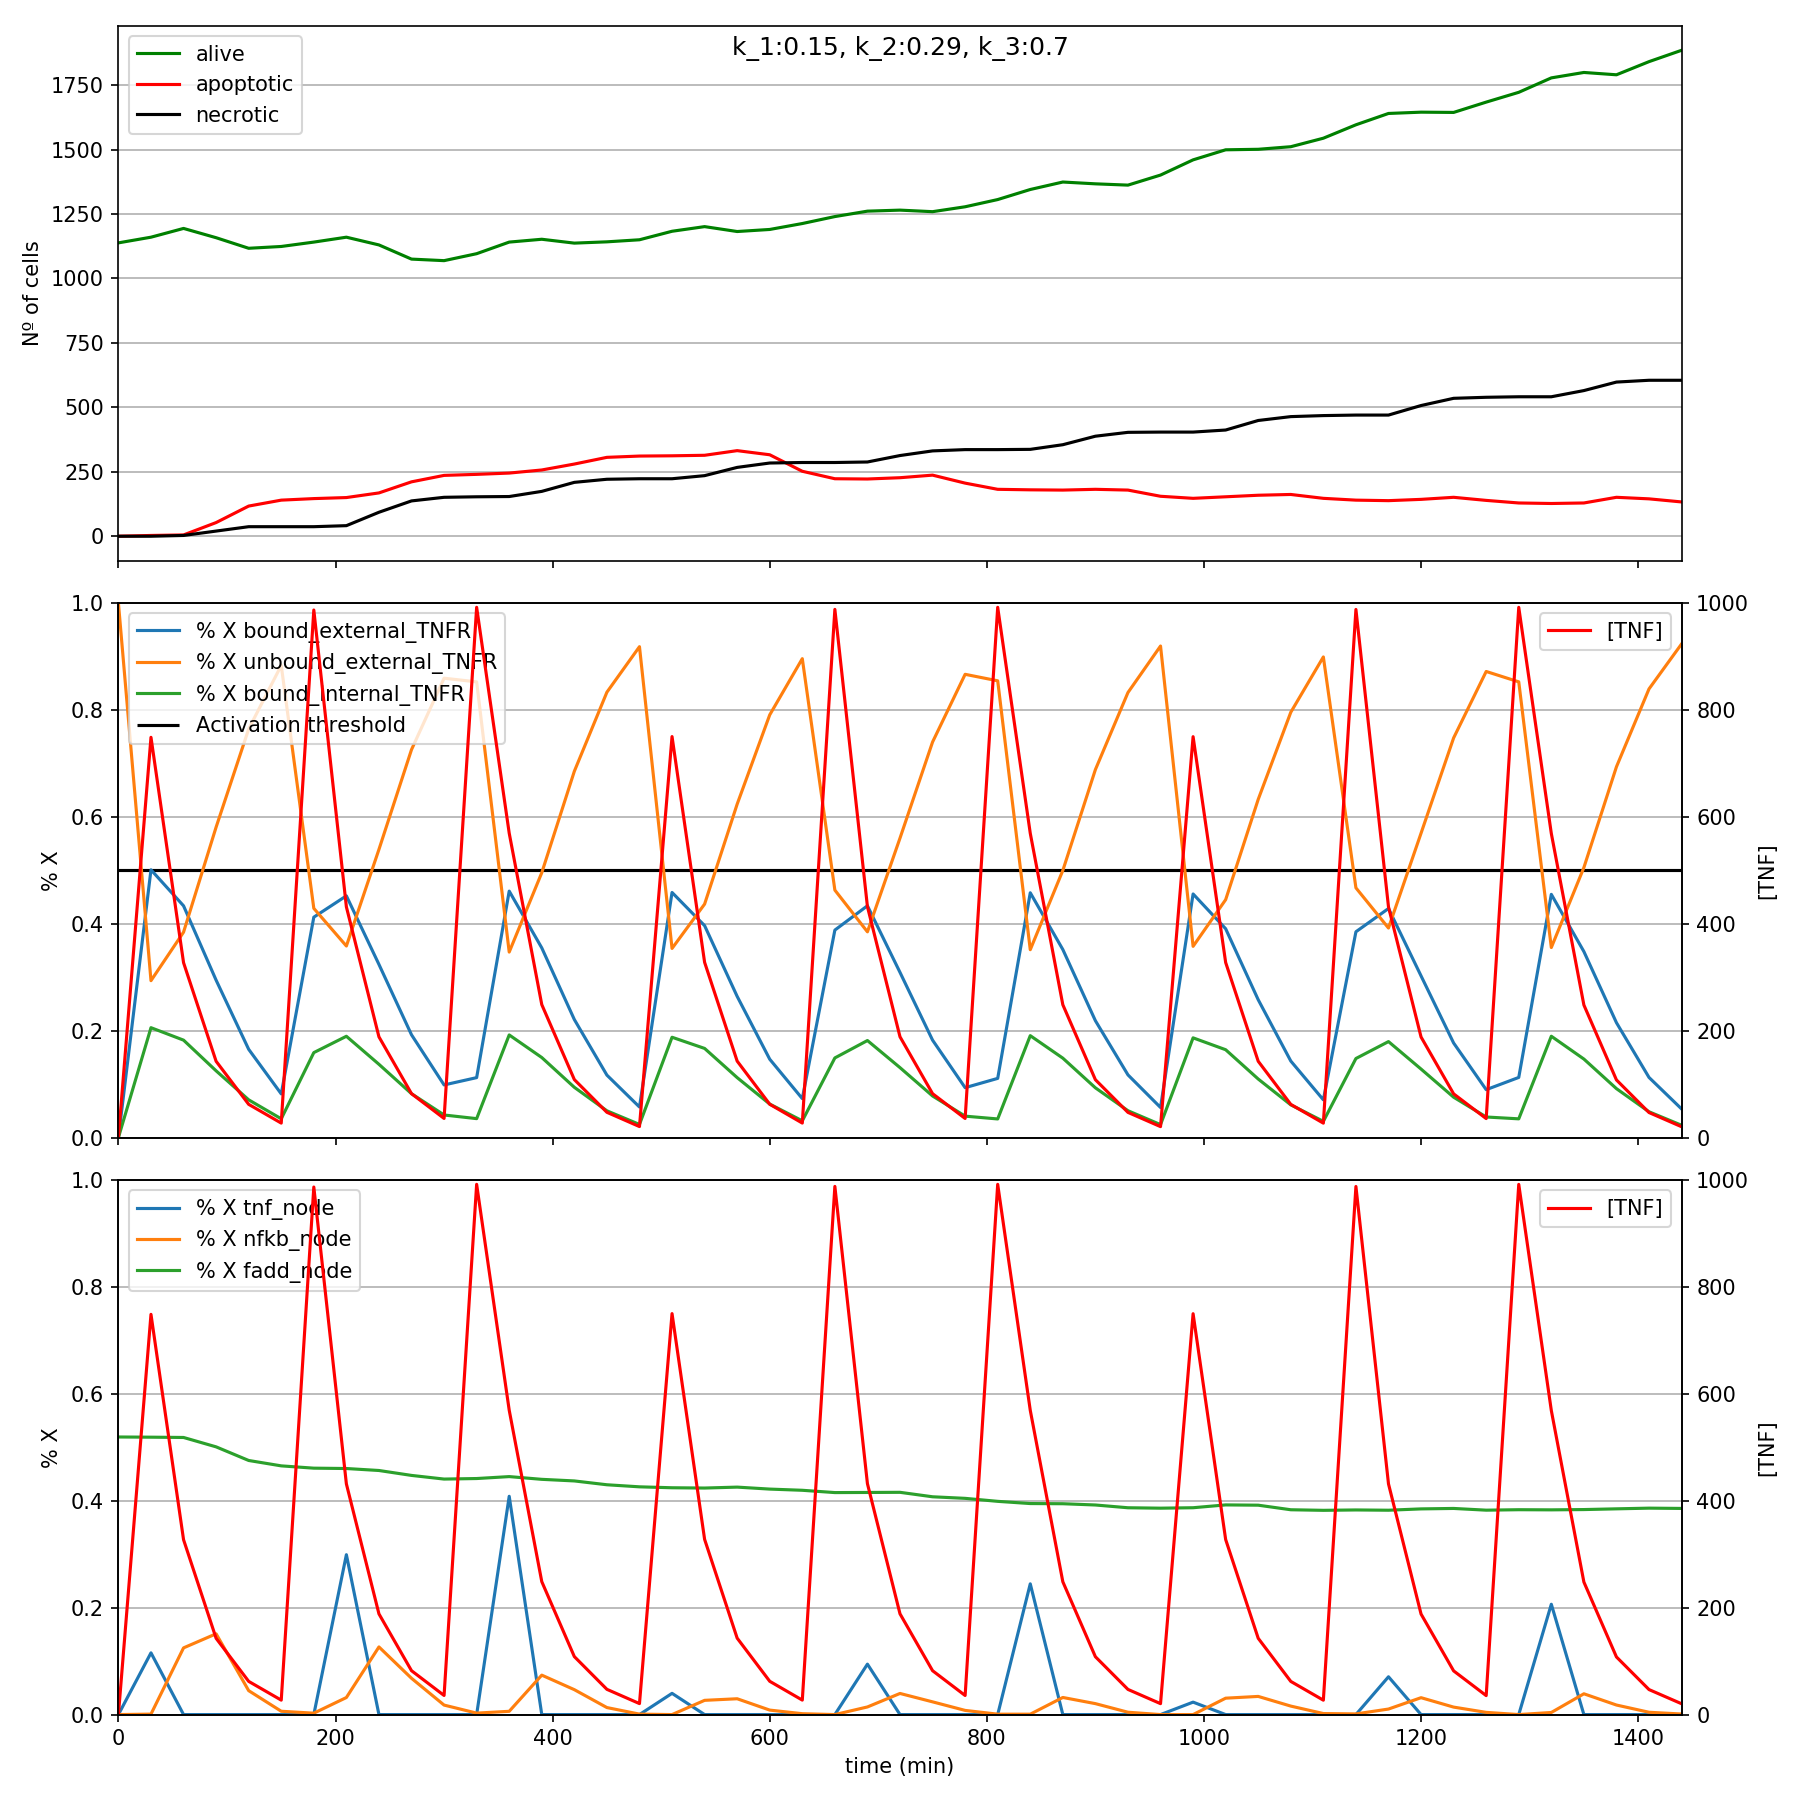 k_1:0.15, k_2:0.29, k_3:0.7
alive
apoptotic
necrotic
1750
1500
1250
1000
750
500
250
0
Nº of cells
% X bound_external_TNFR
% X unbound_external_TNFR
% X bound_internal_TNFR
Activation threshold
[TNF]
1.0
0.8
0.6
0.4
0.2
0.0
% X
1000
800
600
400
200
0
[TNF]
% X tnf_node
% X nfkb_node
% X fadd_node
[TNF]
1.0
0.8
0.6
0.4
0.2
0.0
% X
1000
800
600
400
200
0
[TNF]
0 200 400 600 800 1000 1200 1400
time (min)